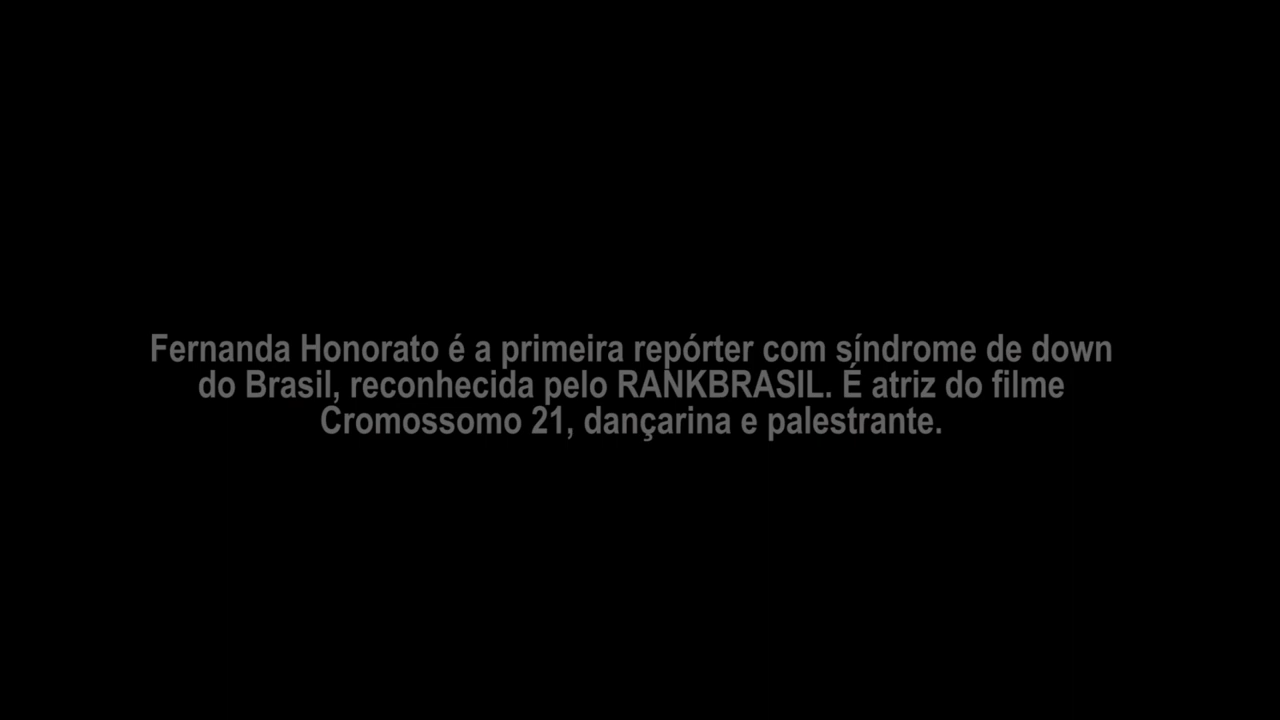 Fernanda Honorato é a primeira repórter com síndrome de down
do Brasil, reconhecida pelo RANKBRASIL. É atriz do filme
Cromossomo 21, dançarina e palestrante.